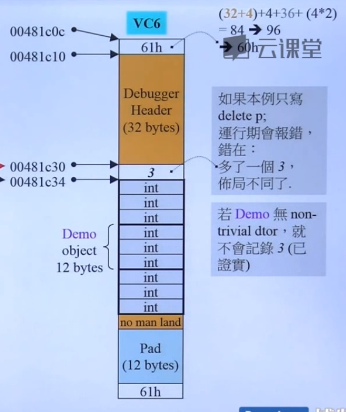 VC6
(32+4)+4+36+ (4*2)
= 84 ➔ 96
➔ 60h
云课堂
00481c0c
61h
00481c10
Debugger
Header
(32 bytes)
如果本例只寫
delete p;
運行期會報錯，
錯在：
多了一個 3，
佈局不了同.
00481c30
3
00481c34
int
int
int
Demo
object
12 bytes
int
int
int
int
int
int
若 Demo 無 non-
trivial dtor，就
不會記錄 3 (已
證實)
no man land
Pad
(12 bytes)
61h